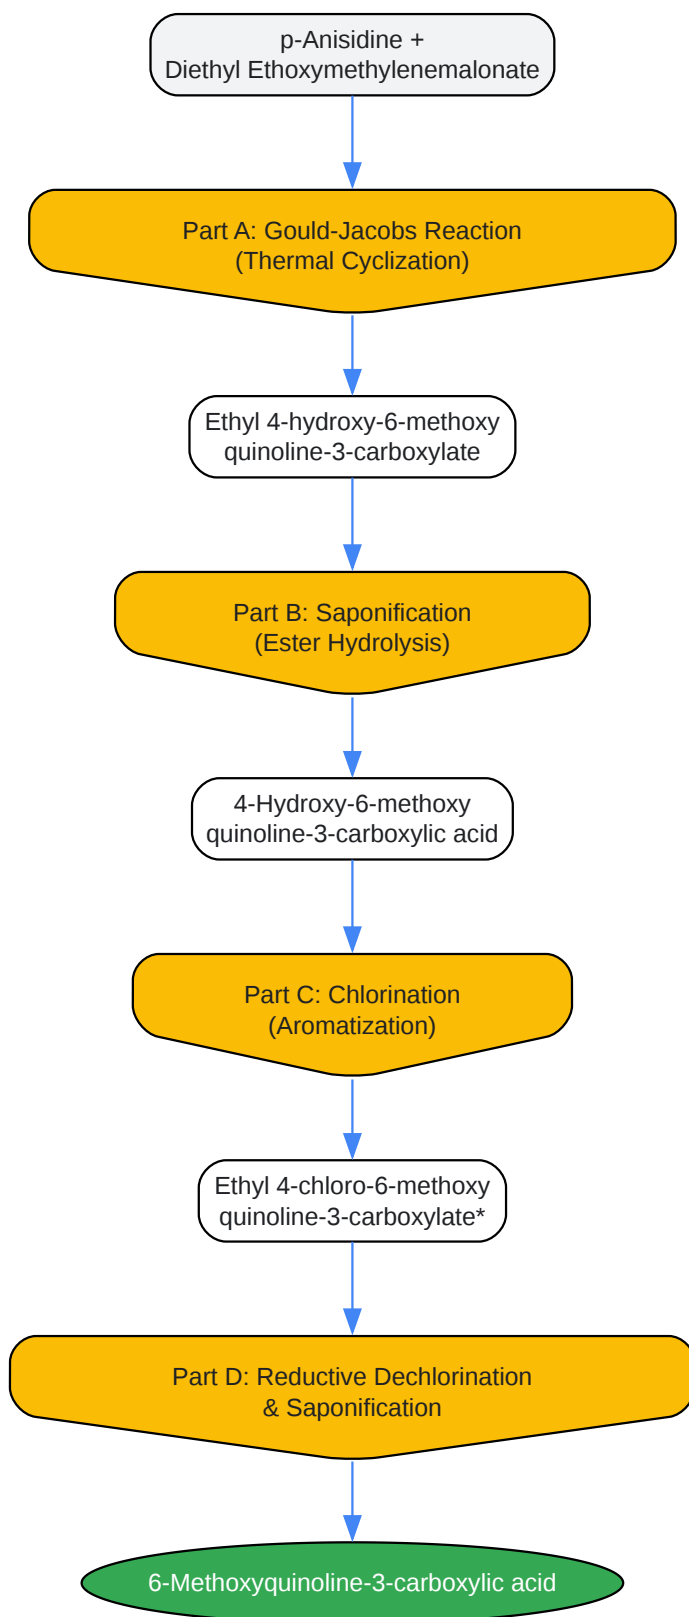 p-Anisidine +
Diethyl Ethoxymethylenemalonate
Part A: Gould-Jacobs Reaction
(Thermal Cyclization)
Ethyl 4-hydroxy-6-methoxy
quinoline-3-carboxylate
Part B: Saponification
(Ester Hydrolysis)
4-Hydroxy-6-methoxy
quinoline-3-carboxylic acid
Part C: Chlorination
(Aromatization)
Ethyl 4-chloro-6-methoxy
quinoline-3-carboxylate*
Part D: Reductive Dechlorination
& Saponification
6-Methoxyquinoline-3-carboxylic acid